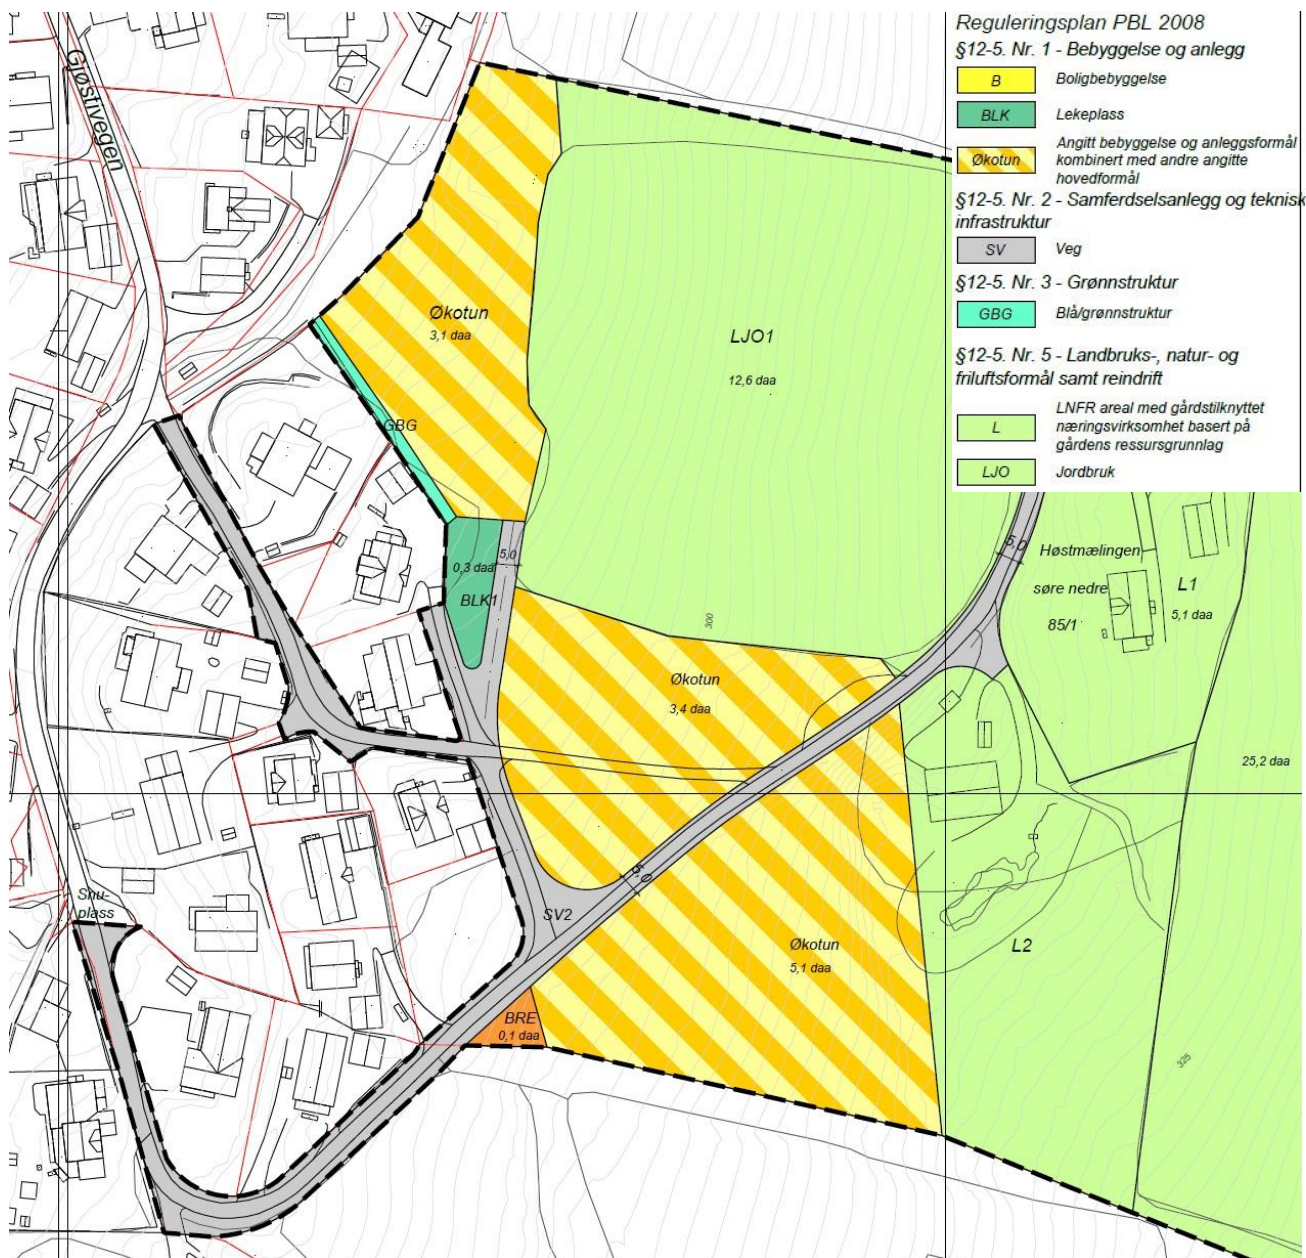 Reguleringsplan PBL 2008
§12-5. Nr. 1 - Bebyggelse og anlegg
B Boligbebyggelse
BLK Lekeplass
Økotun
Angitt bebyggelse og anleggsformål
kombinert med andre angitte
hovedformål
§12-5. Nr. 2 - Samferdselsanlegg og teknisk
infrastruktur
SV Veg
§12-5. Nr. 3 - Grønnstruktur
GBG Blå/grønnstruktur
§12-5. Nr. 5 - Landbruks-, natur- og
friluftsformål samt reindrift
L
LNFR areal med gårdstilknyttet
næringsvirksomhet basert på
gårdens ressursgrunnlag
LJO Jordbruk
Gjøstivegen
Økotun
3,1 daa
LJO1
12,6 daa
GBG
5,0
0,3 daa
BLK1
5,0
Høstmælingen
søre nedre
85/1
L1
5,1 daa
300
Økotun
3,4 daa
25,2 daa
5,0
Snu-
plass
SV2
Økotun
5,1 daa
L2
BRE
0,1 daa
325